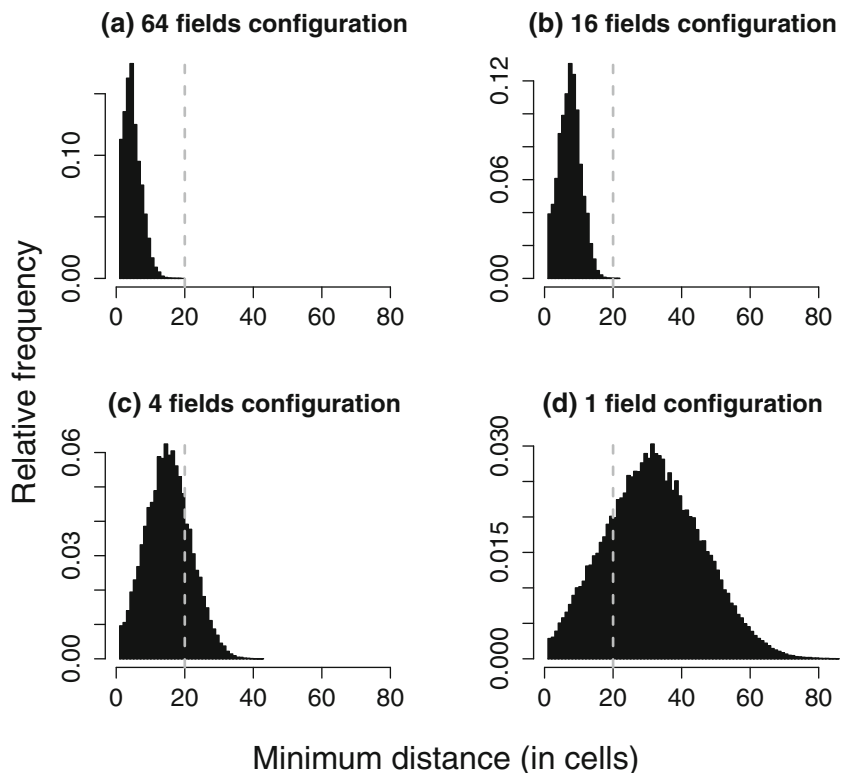 (a) 64 fields configuration
0.00 0.10
0 20 40 60 80
(b) 16 fields configuration
0.00 0.06 0.12
0 20 40 60 80
(c) 4 fields configuration
0.00 0.03 0.06
0 20 40 60 80
(d) 1 field configuration
0.000 0.015 0.030
0 20 40 60 80
Relative frequency
Minimum distance (in cells)